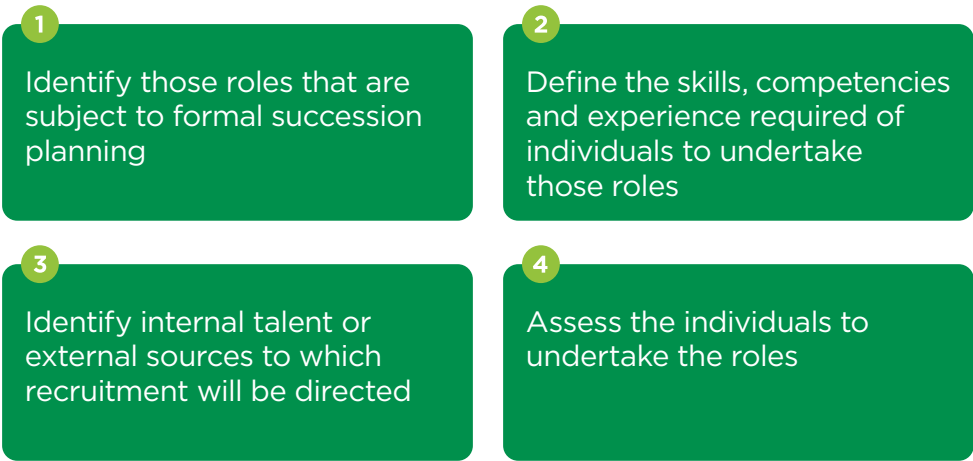 1
Identify those roles that are
subject to formal succession
planning
2
Define the skills, competencies
and experience required of
individuals to undertake
those roles
3
Identify internal talent or
external sources to which
recruitment will be directed
4
Assess the individuals to
undertake the roles